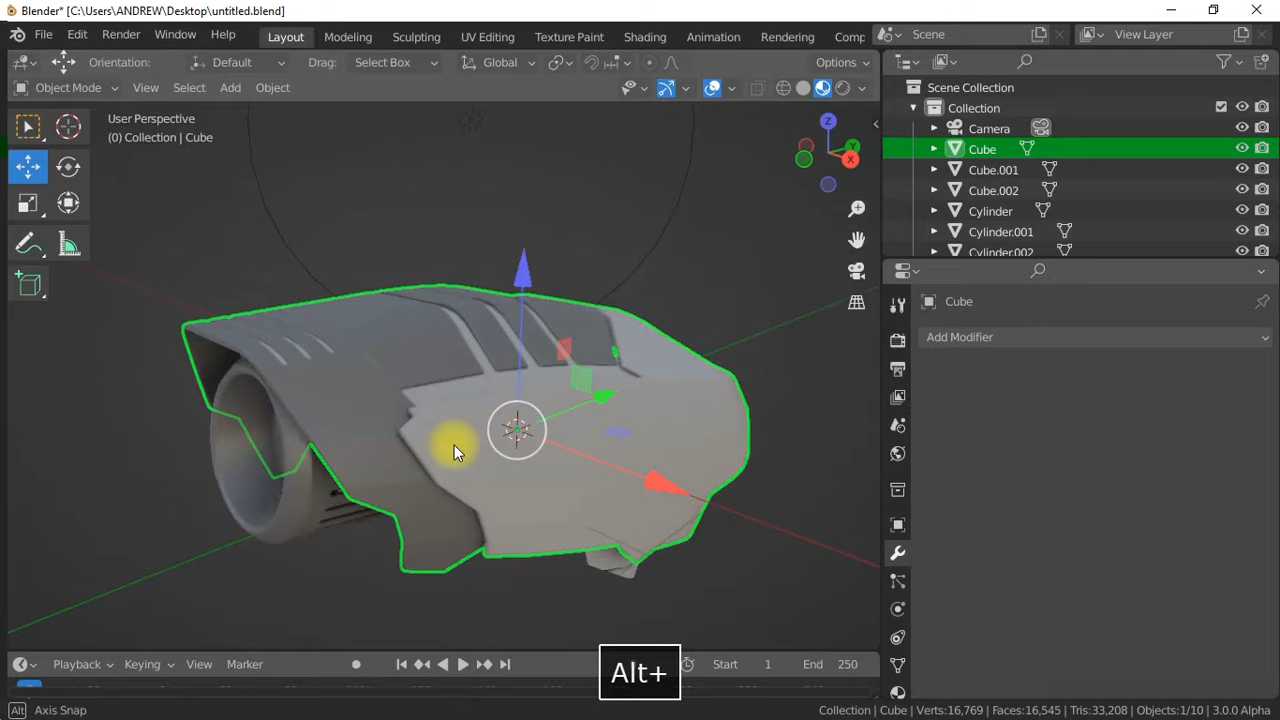 Blender* [C:\Users\ANDREW\Desktop\untitled.blend]
File Edit Render Window Help Layout Modeling Sculpting UV Editing Texture Paint Shading Animation Rendering Comp Scene View Layer
Orientation: Default Drag: Select Box Global Options
Object Mode View Select Add Object
User Perspective
(0) Collection | Cube
Z
Y
X
Scene Collection
Collection
Camera
Cube
Cube.001
Cube.002
Cylinder
Cylinder.001
Cylinder.002
Cube
Add Modifier
Playback Keying View Marker Start 1 End 250
Alt+
Alt Axis Snap Collection | Cube | Verts:16,769 | Faces:16,545 | Tris:33,208 | Objects:1/10 | 3.0.0 Alpha